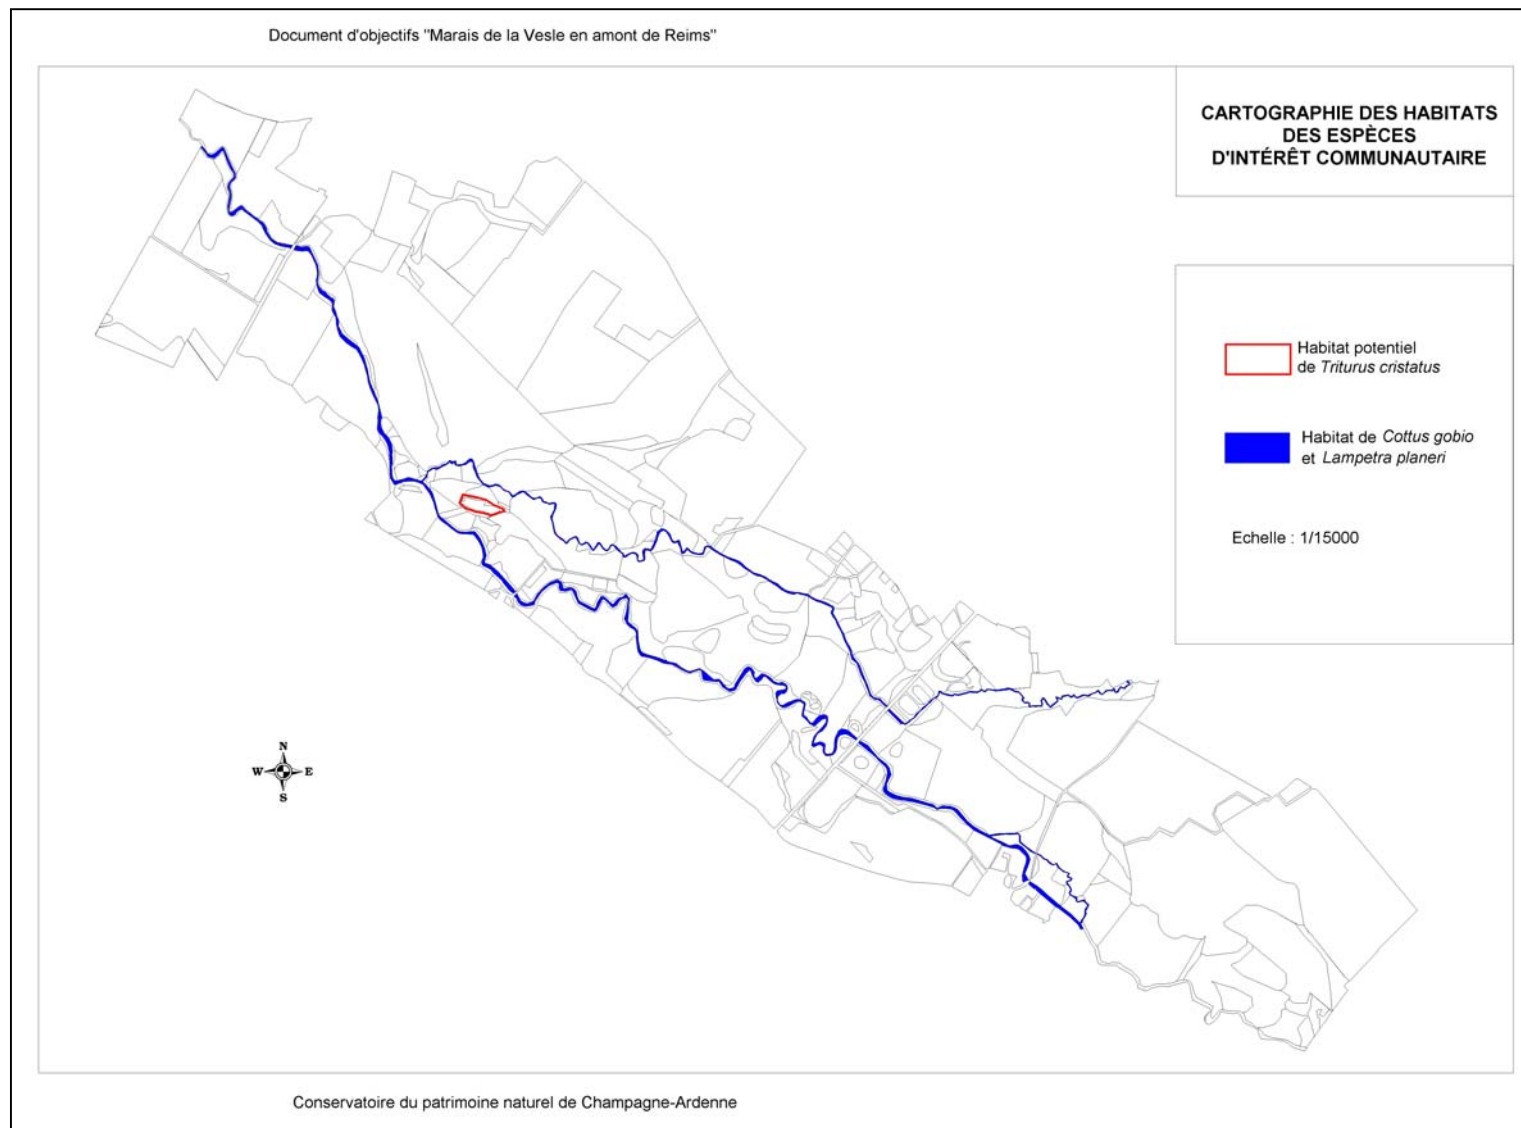 Document d'objectifs "Marais de la Vesle en amont de Reims"
CARTOGRAPHIE DES HABITATS
DES ESPÈCES
D'INTÉRÊT COMMUNAUTAIRE
Habitat potentiel
de Triturus cristatus
Habitat de Cottus gobio
et Lampetra planeri
Echelle : 1/15000
N
W E
S
Conservatoire du patrimoine naturel de Champagne-Ardenne